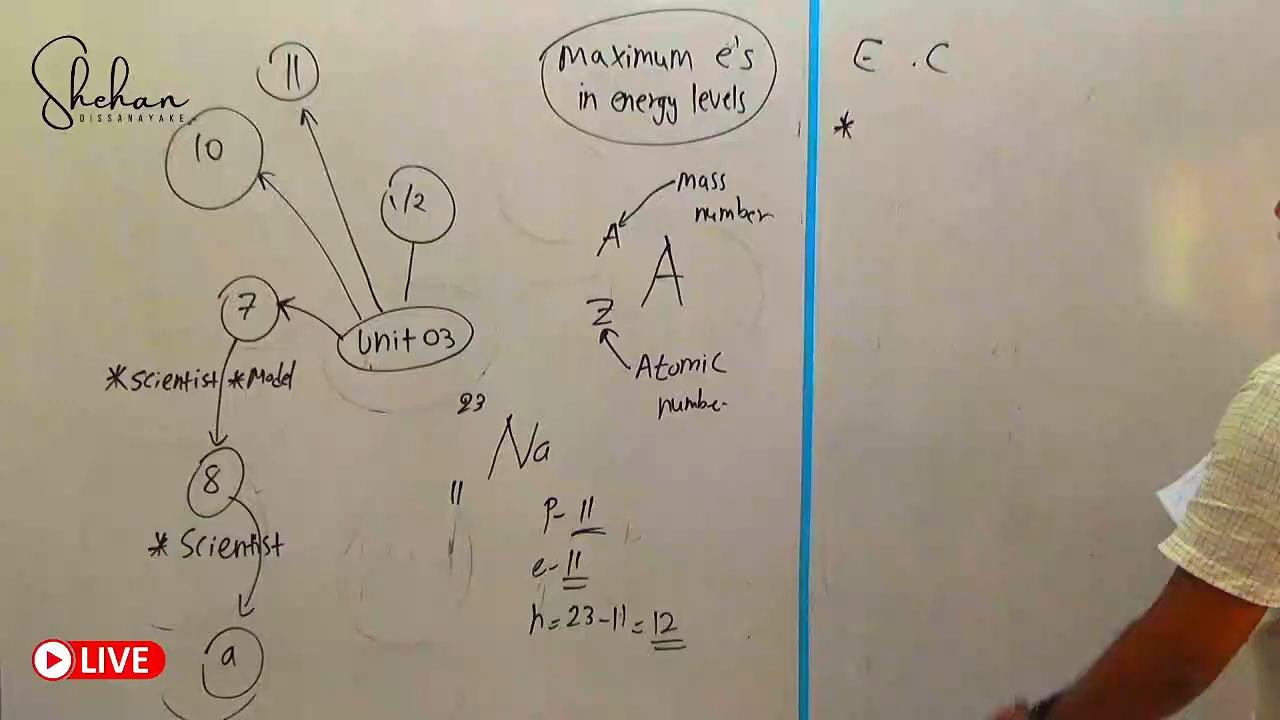 Shehan
DISSANAYAKE
11
10
1/2
7
Unit 03
*Scientist *Model
8
* Scientist
a
LIVE
Maximum e's
in energy levels
mass
number
A
A
Z
Atomic
number
23
Na
11
P- 11
e- 11
n = 23 - 11 = 12
E . C
*